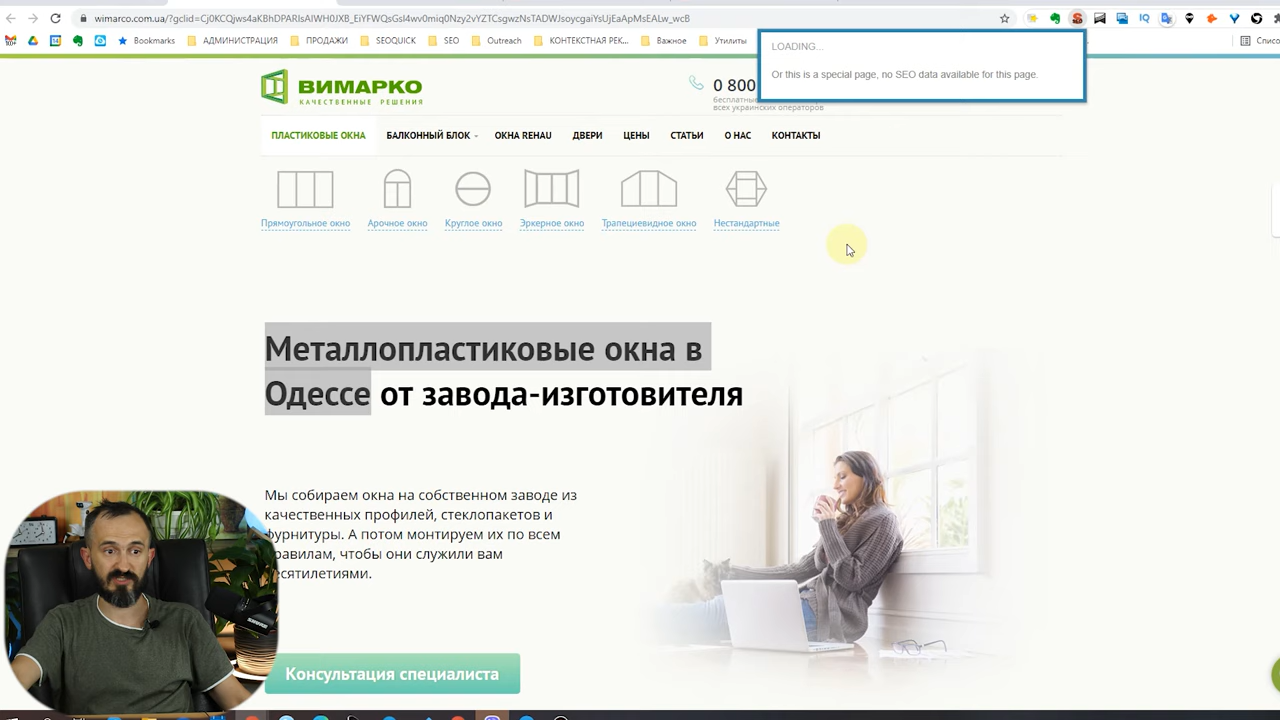 wimarco.com.ua/?gclid=Cj0KCQjws4aKBhDPARIsAIWH0JXB_EiYFWQsGsI4wv0miq0Nzy2vYZTCsgwzNsTADWJsoycgaiYsUjEaApMsEALw_wcB
Bookmarks АДМИНИСТРАЦИЯ ПРОДАЖИ SEOQUICK SEO Outreach КОНТЕКСТНАЯ РЕК... Важное Утилиты
LOADING...
Or this is a special page, no SEO data available for this page.
ВИМАРКО
КАЧЕСТВЕННЫЕ РЕШЕНИЯ
0 800
всех украинских операторов
ПЛАСТИКОВЫЕ ОКНА БАЛКОННЫЙ БЛОК ОКНА REHAU ДВЕРИ ЦЕНЫ СТАТЬИ О НАС КОНТАКТЫ
Прямоугольное окно Арочное окно Круглое окно Эркерное окно Трапециевидное окно Нестандартные
Металлопластиковые окна в
Одессе от завода-изготовителя
Мы собираем окна на собственном заводе из
качественных профилей, стеклопакетов и
фурнитуры. А потом монтируем их по всем
правилам, чтобы они служили вам
десятилетиями.
Консультация специалиста